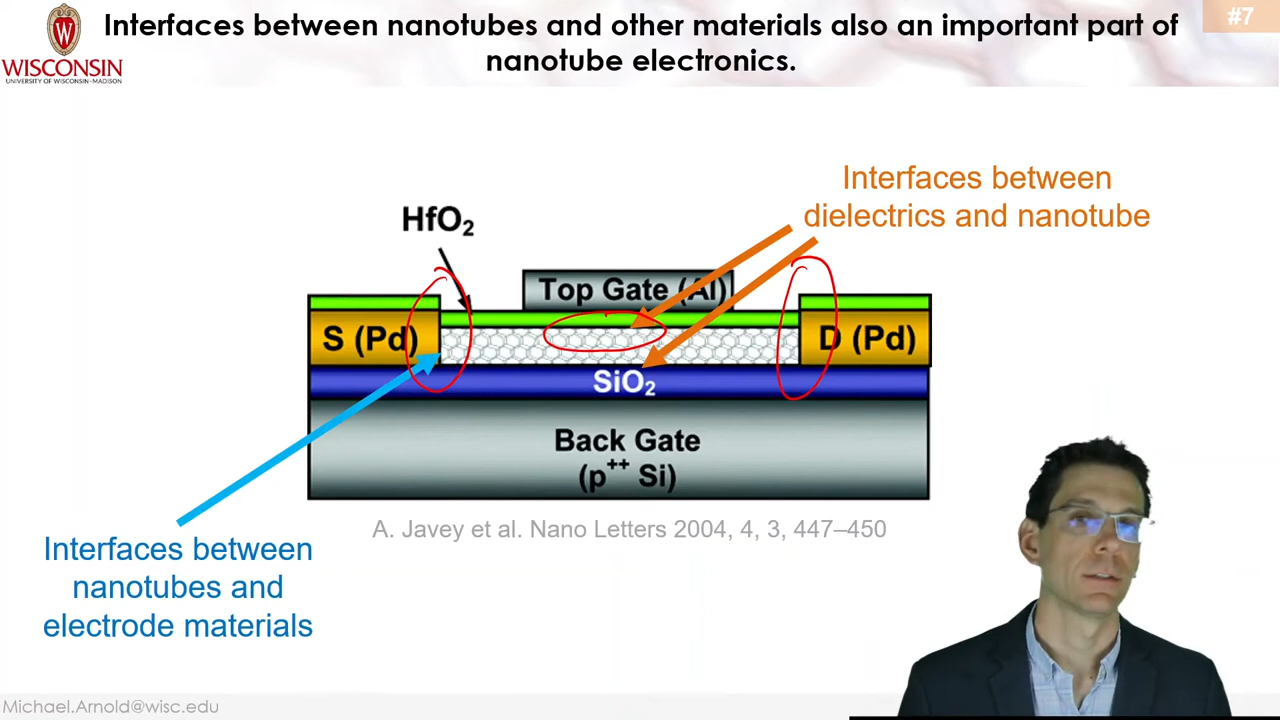 #7
Interfaces between nanotubes and other materials also an important part of
nanotube electronics.
WISCONSIN
UNIVERSITY OF WISCONSIN-MADISON
Interfaces between
dielectrics and nanotube
HfO₂
Top Gate (Al)
S (Pd)
D (Pd)
SiO₂
Back Gate
(p⁺⁺ Si)
A. Javey et al. Nano Letters 2004, 4, 3, 447–450
Interfaces between
nanotubes and
electrode materials
Michael.Arnold@wisc.edu